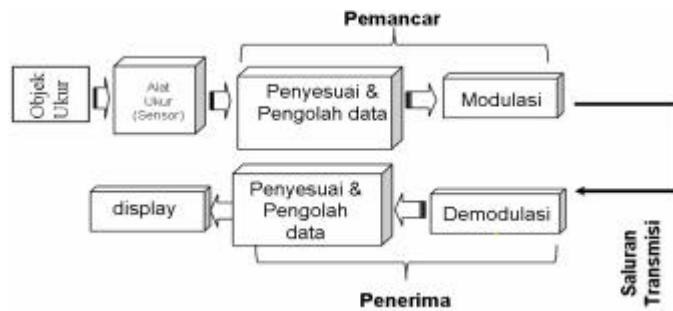 Pemancar
Objek
Ukur
Alat
Ukur
(Sensor)
Penyesuai &
Pengolah data
Modulasi
display
Penyesuai &
Pengolah
data
Demodulasi
Saluran
Transmisi
Penerima